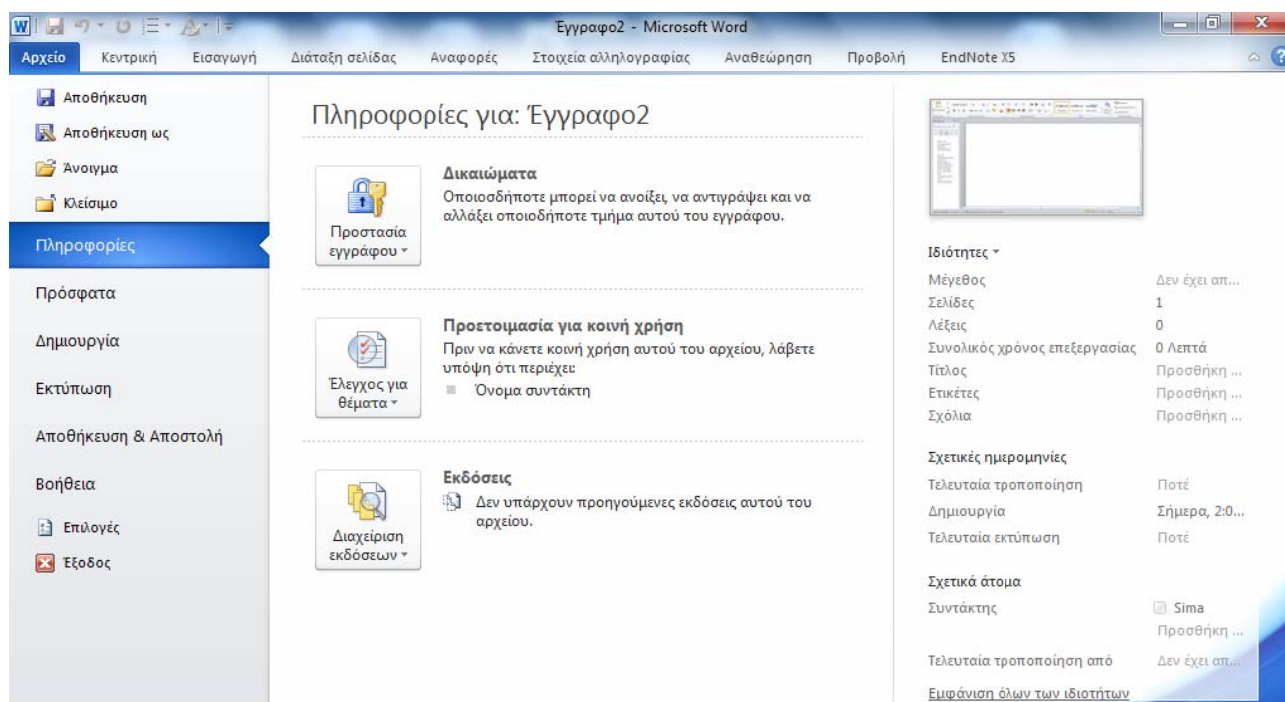 Έγγραφο2 - Microsoft Word
Αρχείο Κεντρική Εισαγωγή Διάταξη σελίδας Αναφορές Στοιχεία αλληλογραφίας Αναθεώρηση Προβολή EndNote X5
Αποθήκευση
Αποθήκευση ως
Άνοιγμα
Κλείσιμο
Πληροφορίες
Πρόσφατα
Δημιουργία
Εκτύπωση
Αποθήκευση & Αποστολή
Βοήθεια
Επιλογές
Έξοδος
Πληροφορίες για: Έγγραφο2
Προστασία
εγγράφου
Δικαιώματα
Οποιοσδήποτε μπορεί να ανοίξει, να αντιγράψει και να
αλλάξει οποιοδήποτε τμήμα αυτού του εγγράφου.
Έλεγχος για
θέματα
Προετοιμασία για κοινή χρήση
Πριν να κάνετε κοινή χρήση αυτού του αρχείου, λάβετε
υπόψη ότι περιέχει:
Όνομα συντάκτη
Διαχείριση
εκδόσεων
Εκδόσεις
Δεν υπάρχουν προηγούμενες εκδόσεις αυτού του
αρχείου.
Ιδιότητες
Μέγεθος Δεν έχει απ...
Σελίδες 1
Λέξεις 0
Συνολικός χρόνος επεξεργασίας 0 Λεπτά
Τίτλος Προσθήκη ...
Ετικέτες Προσθήκη ...
Σχόλια Προσθήκη ...
Σχετικές ημερομηνίες
Τελευταία τροποποίηση Ποτέ
Δημιουργία Σήμερα, 2:0...
Τελευταία εκτύπωση Ποτέ
Σχετικά άτομα
Συντάκτης Sima
Προσθήκη ...
Τελευταία τροποποίηση από Δεν έχει απ...
Εμφάνιση όλων των ιδιοτήτων